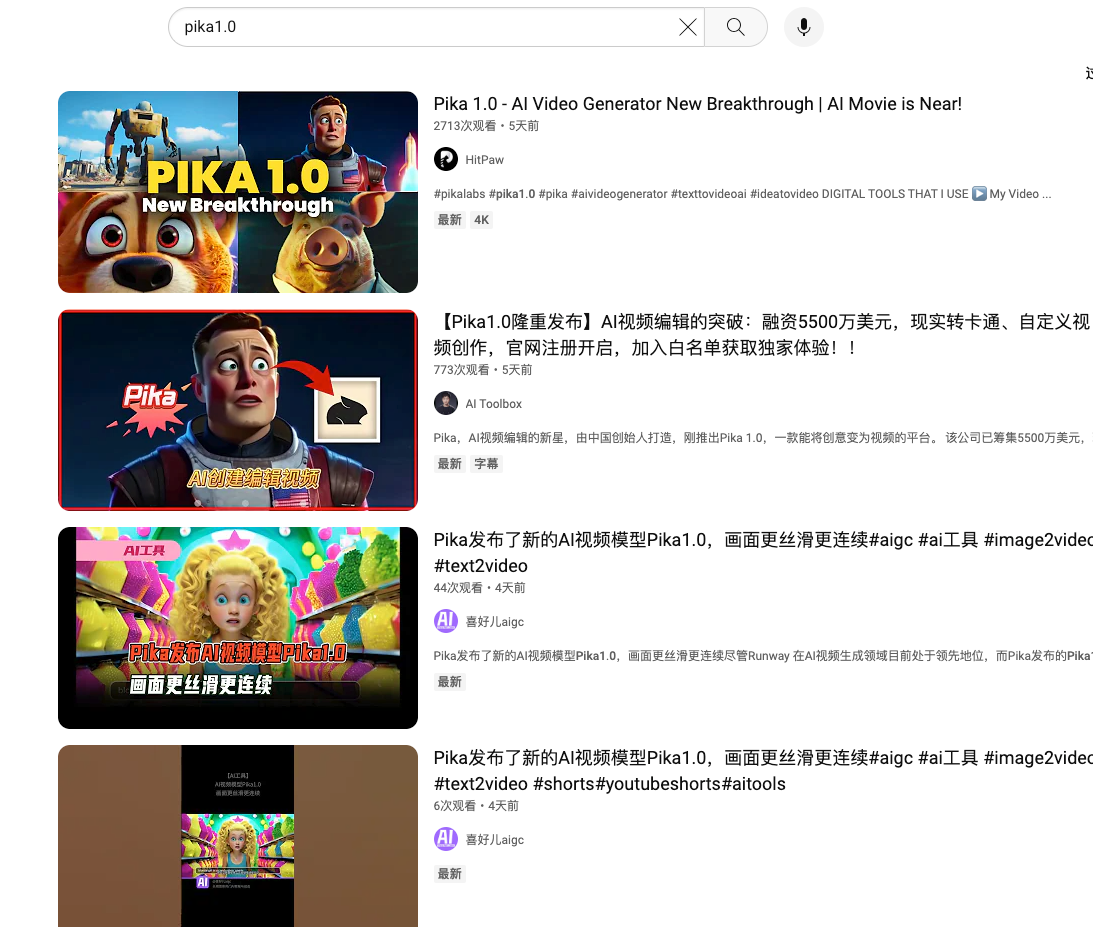 pika1.0
过
PIKA 1.0
New Breakthrough
Pika 1.0 - AI Video Generator New Breakthrough | AI Movie is Near!
2713次观看・5天前
HitPaw
#pikalabs #pika1.0 #pika #aivideogenerator #texttovideoai #ideatovideo DIGITAL TOOLS THAT I USE ▶️ My Video ...
最新 4K
Pika
AI创建编辑视频
【Pika1.0隆重发布】AI视频编辑的突破：融资5500万美元，现实转卡通、自定义视
频创作，官网注册开启，加入白名单获取独家体验！！
773次观看・5天前
AI Toolbox
Pika，AI视频编辑的新星，由中国创始人打造，刚推出Pika 1.0，一款能将创意变为视频的平台。 该公司已筹集5500万美元，
最新 字幕
AI工具
Pika发布AI视频模型Pika1.0
画面更丝滑更连续
Pika发布了新的AI视频模型Pika1.0，画面更丝滑更连续#aigc #ai工具 #image2video
#text2video
44次观看・4天前
AI
喜好儿aigc
Pika发布了新的AI视频模型Pika1.0，画面更丝滑更连续尽管Runway 在AI视频生成领域目前处于领先地位，而Pika发布的Pika1
最新
【AI工具】
AI视频模型Pika1.0
画面更丝滑更连续
AI
Pika发布了新的AI视频模型Pika1.0，画面更丝滑更连续#aigc #ai工具 #image2video
#text2video #shorts#youtubeshorts#aitools
6次观看・4天前
AI
喜好儿aigc
最新